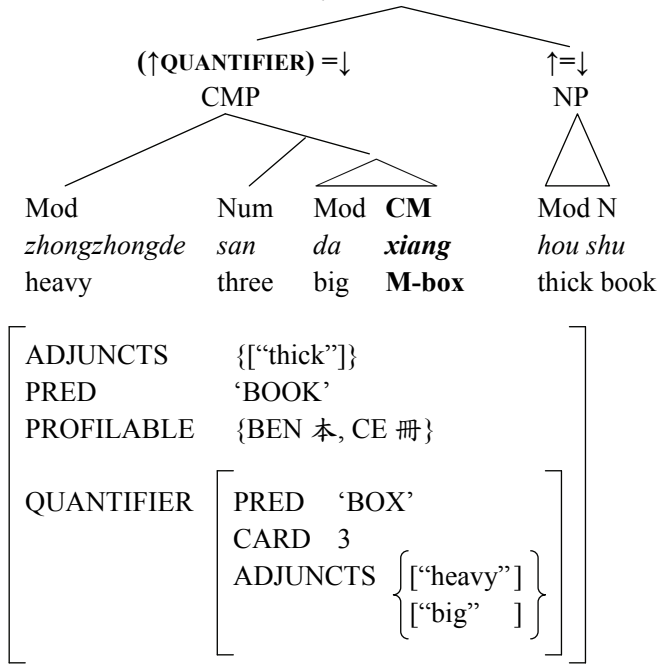 (↑QUANTIFIER) =↓ ↑=↓
CMP NP
Mod Num Mod CM Mod N
zhongzhongde san da xiang hou shu
heavy three big M-box thick book
ADJUNCTS {[“thick”]}
PRED ‘BOOK’
PROFILABLE {BEN 本, CE 冊}
QUANTIFIER PRED ‘BOX’
CARD 3
ADJUNCTS {[“heavy”]
[“big” ]}